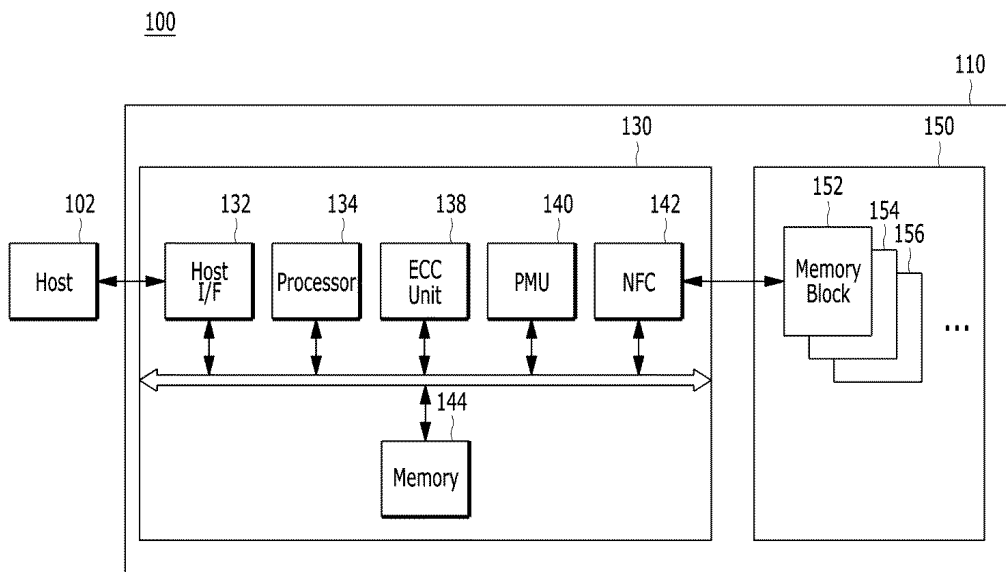 100
110
130
150
102
132
134
138
140
142
152
154
156
Host
Host
I/F
Processor
ECC
Unit
PMU
NFC
Memory
Block
...
144
Memory